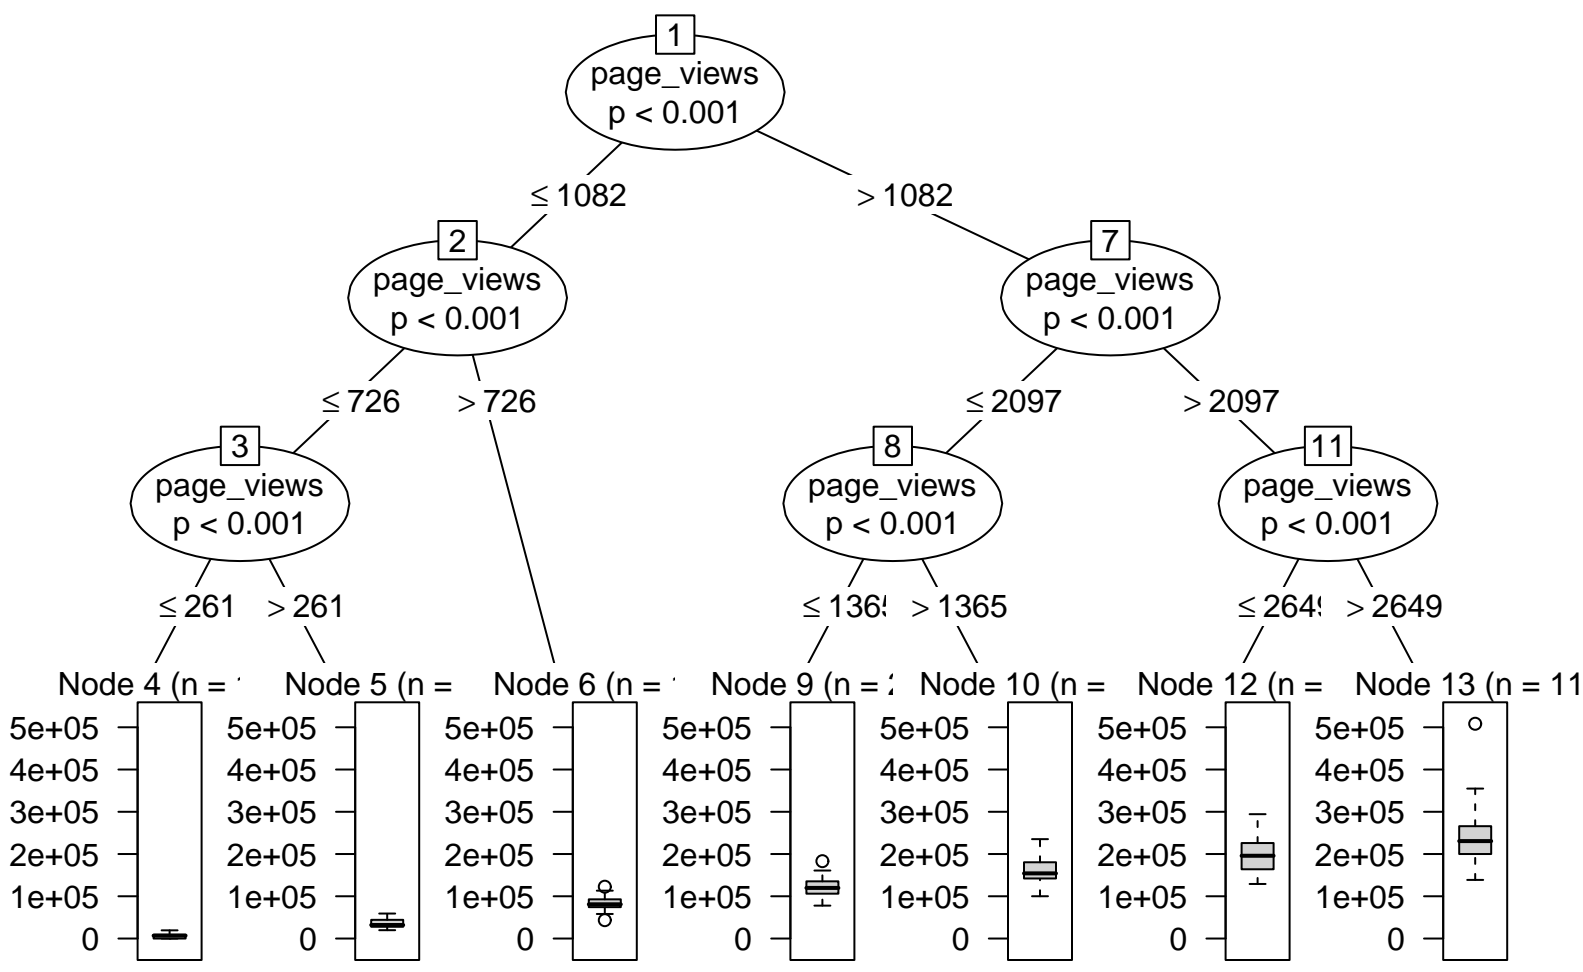 1
page_views
p < 0.001
≤ 1082
> 1082
2
page_views
p < 0.001
7
page_views
p < 0.001
≤ 726
> 726
≤ 2097
> 2097
3
page_views
p < 0.001
8
page_views
p < 0.001
11
page_views
p < 0.001
≤ 261
> 261
≤ 1365
> 1365
≤ 2649
> 2649
Node 4 (n =
Node 5 (n =
Node 6 (n =
Node 9 (n =
Node 10 (n =
Node 12 (n =
Node 13 (n = 11
5e+05
4e+05
3e+05
2e+05
1e+05
0
5e+05
4e+05
3e+05
2e+05
1e+05
0
5e+05
4e+05
3e+05
2e+05
1e+05
0
5e+05
4e+05
3e+05
2e+05
1e+05
0
5e+05
4e+05
3e+05
2e+05
1e+05
0
5e+05
4e+05
3e+05
2e+05
1e+05
0
5e+05
4e+05
3e+05
2e+05
1e+05
0